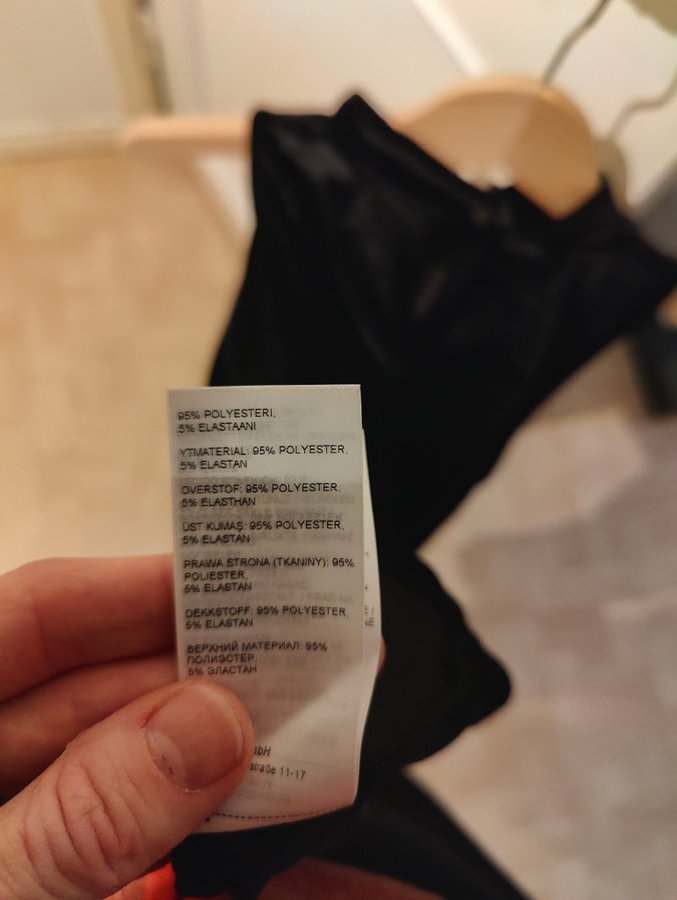 95% POLYESTERI,
5% ELASTAANI
YTMATERIAL: 95% POLYESTER,
5% ELASTAN
OVERSTOF: 95% POLYESTER,
5% ELASTHAN
ÜST KUMAŞ: 95% POLYESTER,
5% ELASTAN
PRAWA STRONA (TKANINY): 95%
POLIESTER,
5% ELASTAN
DEKKSTOFF: 95% POLYESTER,
5% ELASTAN
ВЕРХНИЙ МАТЕРИАЛ: 95%
ПОЛИЭСТЕР,
5% ЭЛАСТАН
bH
straße 11-17